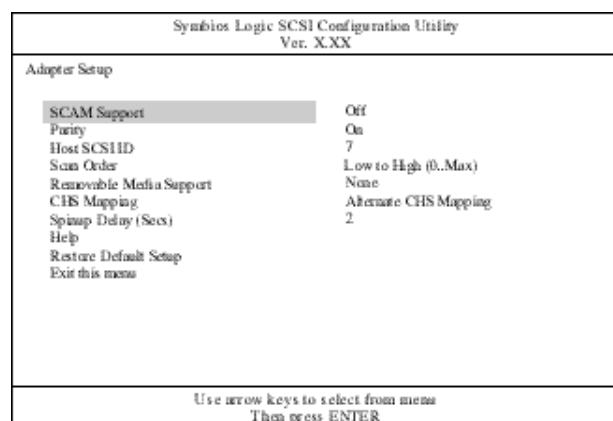 Symbios Logic SCSI Configuration Utility
Ver. X.XX
Adapter Setup
SCAM Support Off
Parity On
Host SCSI ID 7
Scan Order Low to High (0..Max)
Removable Media Support None
CHS Mapping Alternate CHS Mapping
Spinup Delay (Secs) 2
Help
Restore Default Setup
Exit this menu
Use arrow keys to select from menu
Then press ENTER